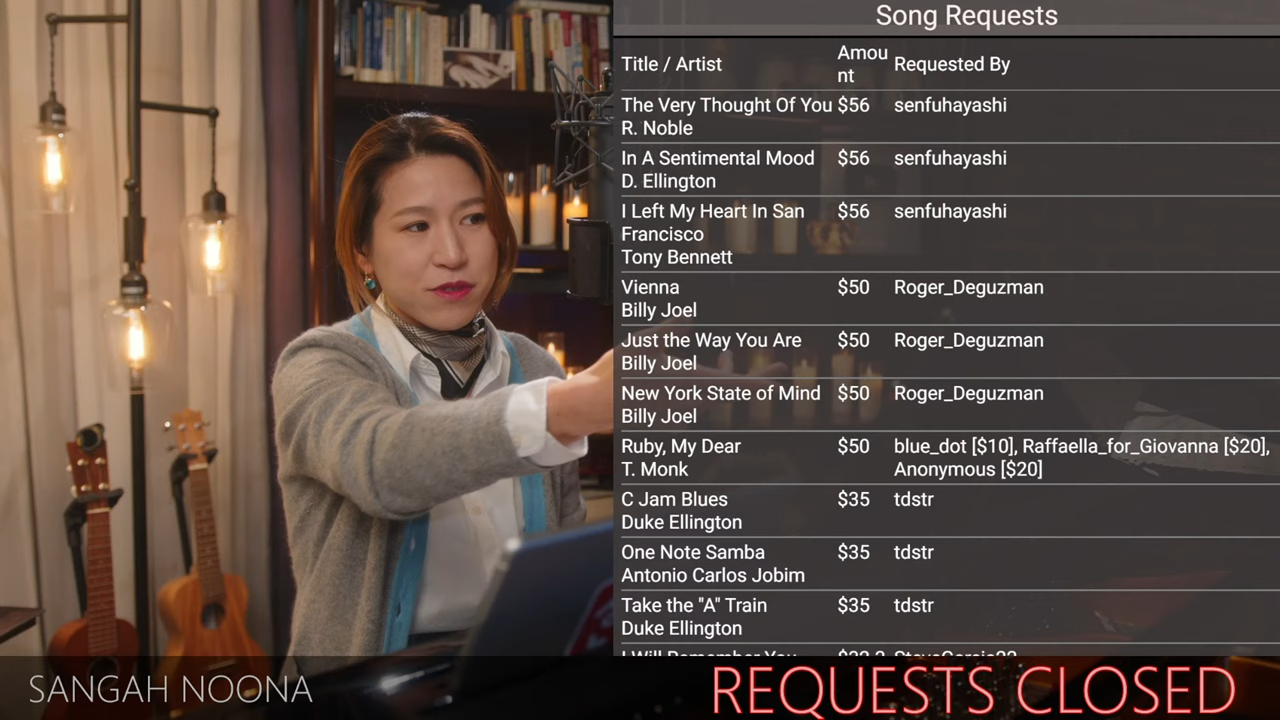 Song Requests
Title / Artist Amou
nt Requested By
The Very Thought Of You $56 senfuhayashi
R. Noble
In A Sentimental Mood $56 senfuhayashi
D. Ellington
I Left My Heart In San $56 senfuhayashi
Francisco
Tony Bennett
Vienna $50 Roger_Deguzman
Billy Joel
Just the Way You Are $50 Roger_Deguzman
Billy Joel
New York State of Mind $50 Roger_Deguzman
Billy Joel
Ruby, My Dear $50 blue_dot [$10], Raffaella_for_Giovanna [$20],
T. Monk Anonymous [$20]
C Jam Blues $35 tdstr
Duke Ellington
One Note Samba $35 tdstr
Antonio Carlos Jobim
Take the "A" Train $35 tdstr
Duke Ellington
I Will Remember You
SANGAH NOONA
REQUESTS CLOSED